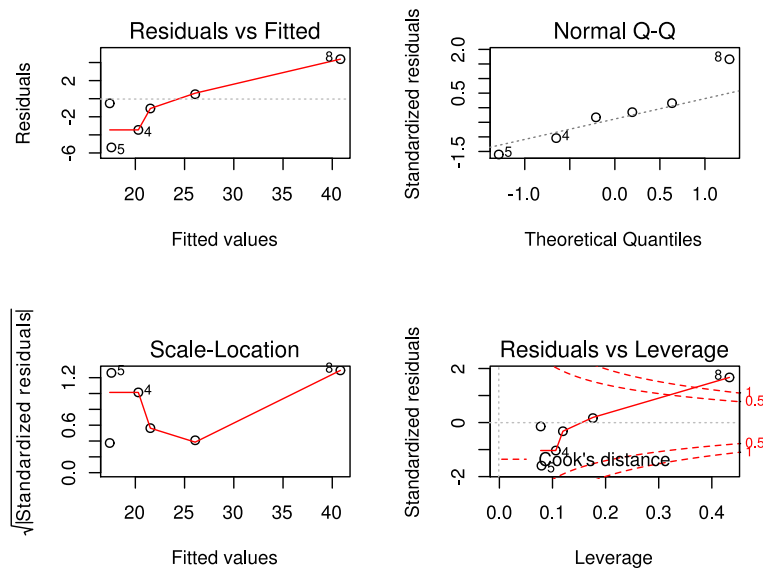 Residuals vs Fitted
Residuals
2
-2
-6
8
4
5
20 25 30 35 40
Fitted values
Normal Q-Q
Standardized residuals
2.0
0.5
-1.5
8
4
5
-1.0 0.0 0.5 1.0
Theoretical Quantiles
Scale-Location
√|Standardized residuals|
1.2
0.6
0.0
5
4
8
20 25 30 35 40
Fitted values
Residuals vs Leverage
Standardized residuals
2
0
-2
8
1
0.5
4
0.5
1
Cook's distance
5
0.0 0.1 0.2 0.3 0.4
Leverage